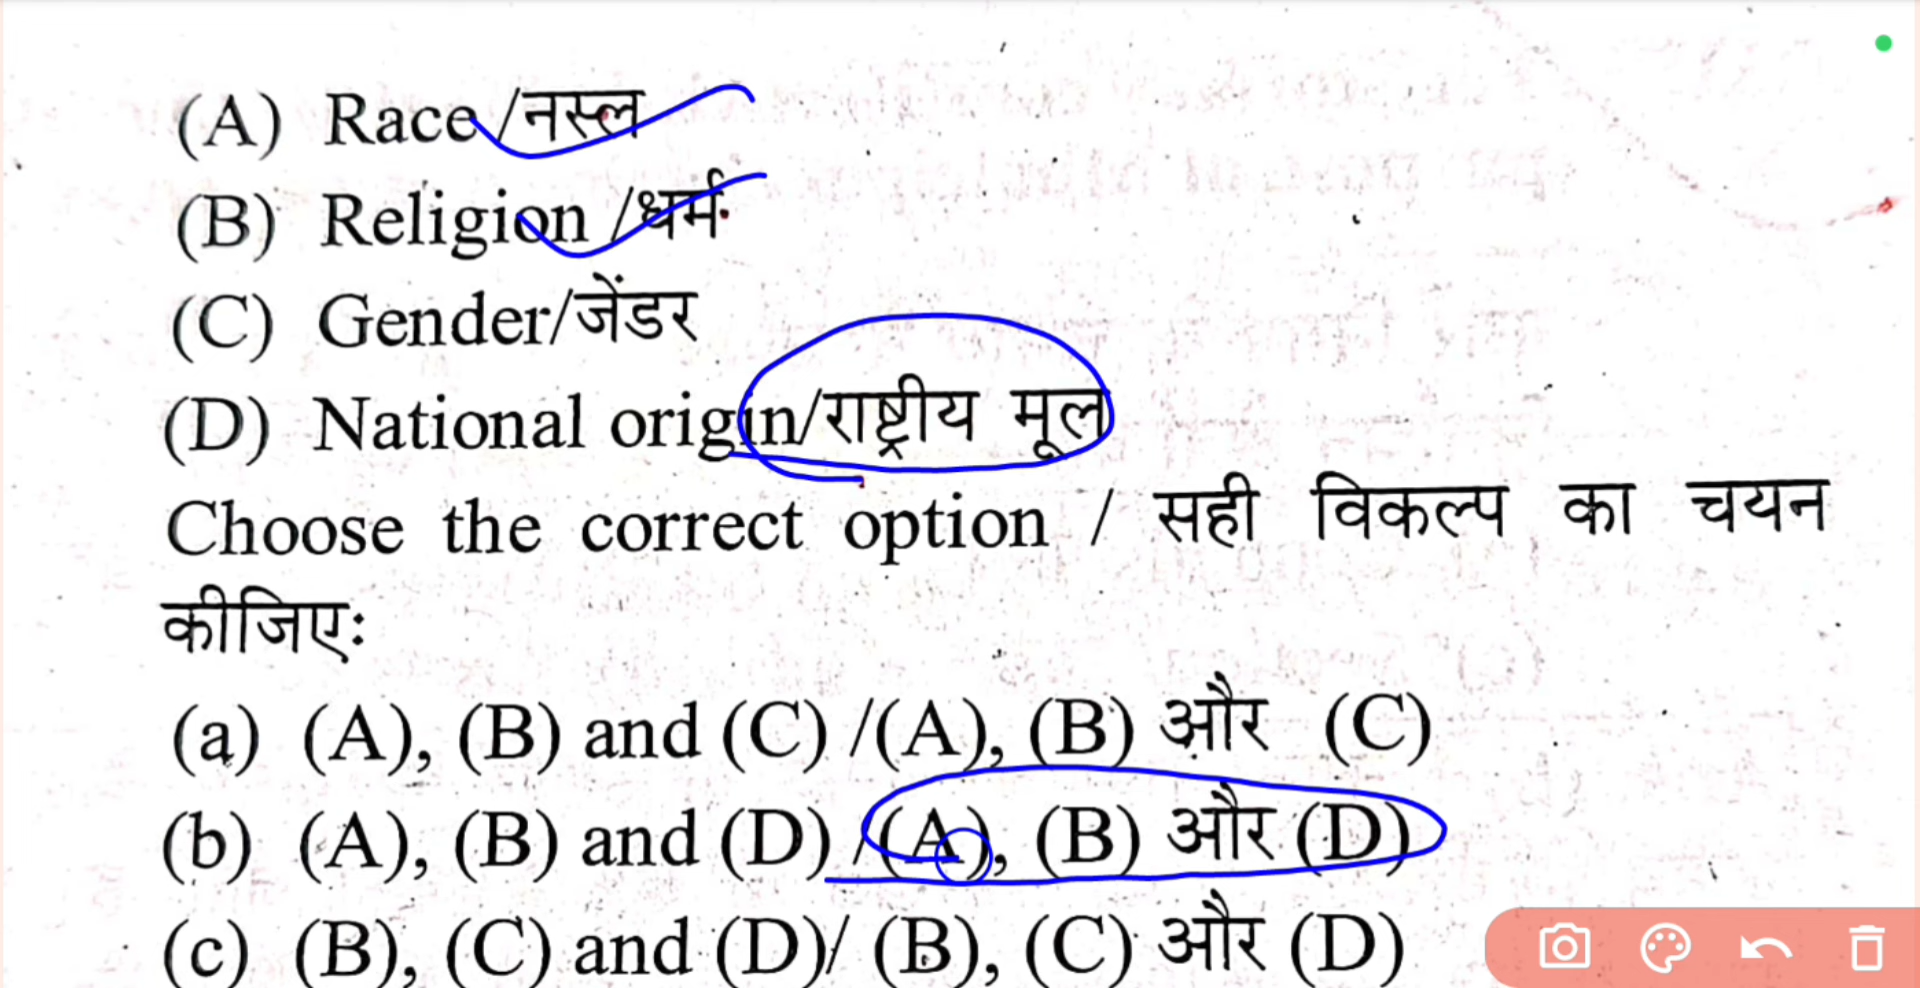 (A) Race /नस्ल
(B) Religion /धर्म
(C) Gender/जेंडर
(D) National origin/राष्ट्रीय मूल
Choose the correct option / सही विकल्प का चयन
कीजिएः
(a) (A), (B) and (C) /(A), (B) और (C)
(b) (A), (B) and (D) /(A), (B) और (D)
(c) (B), (C) and (D)/ (B), (C) और (D)